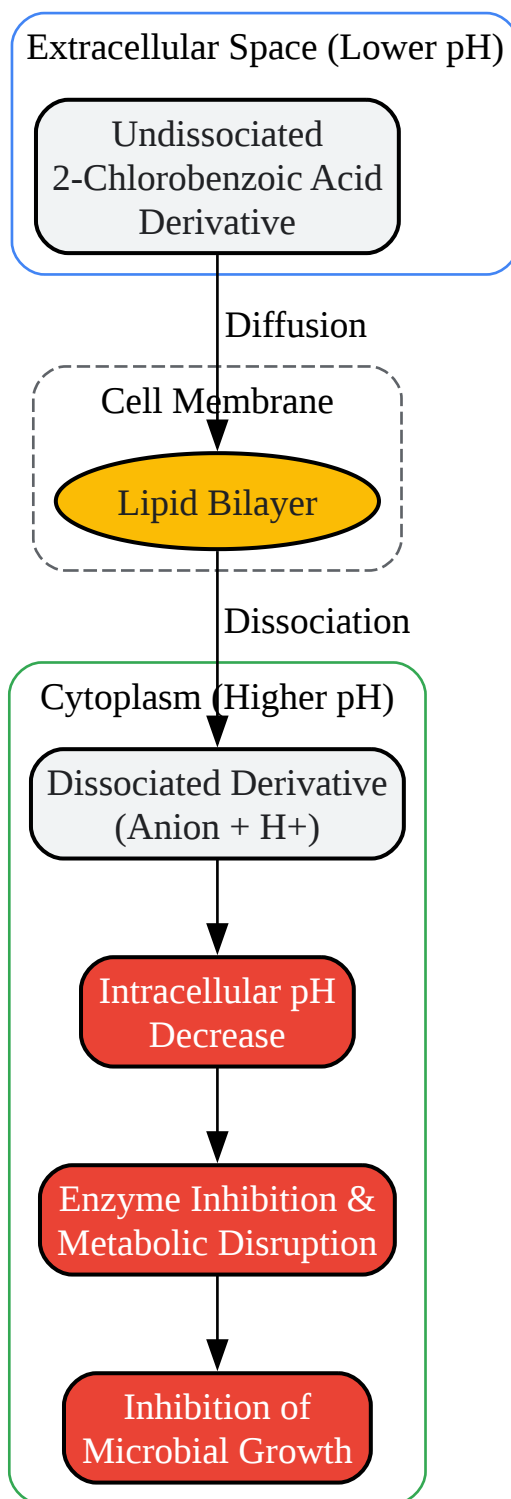 Extracellular Space (Lower pH)
Undissociated
2-Chlorobenzoic Acid
Derivative
Diffusion
Cell Membrane
Lipid Bilayer
Dissociation
Cytoplasm (Higher pH)
Dissociated Derivative
(Anion + H+)
Intracellular pH
Decrease
Enzyme Inhibition &
Metabolic Disruption
Inhibition of
Microbial Growth